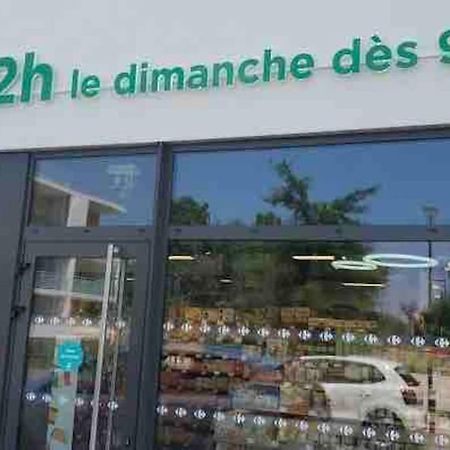 2h le dimanche dès 9